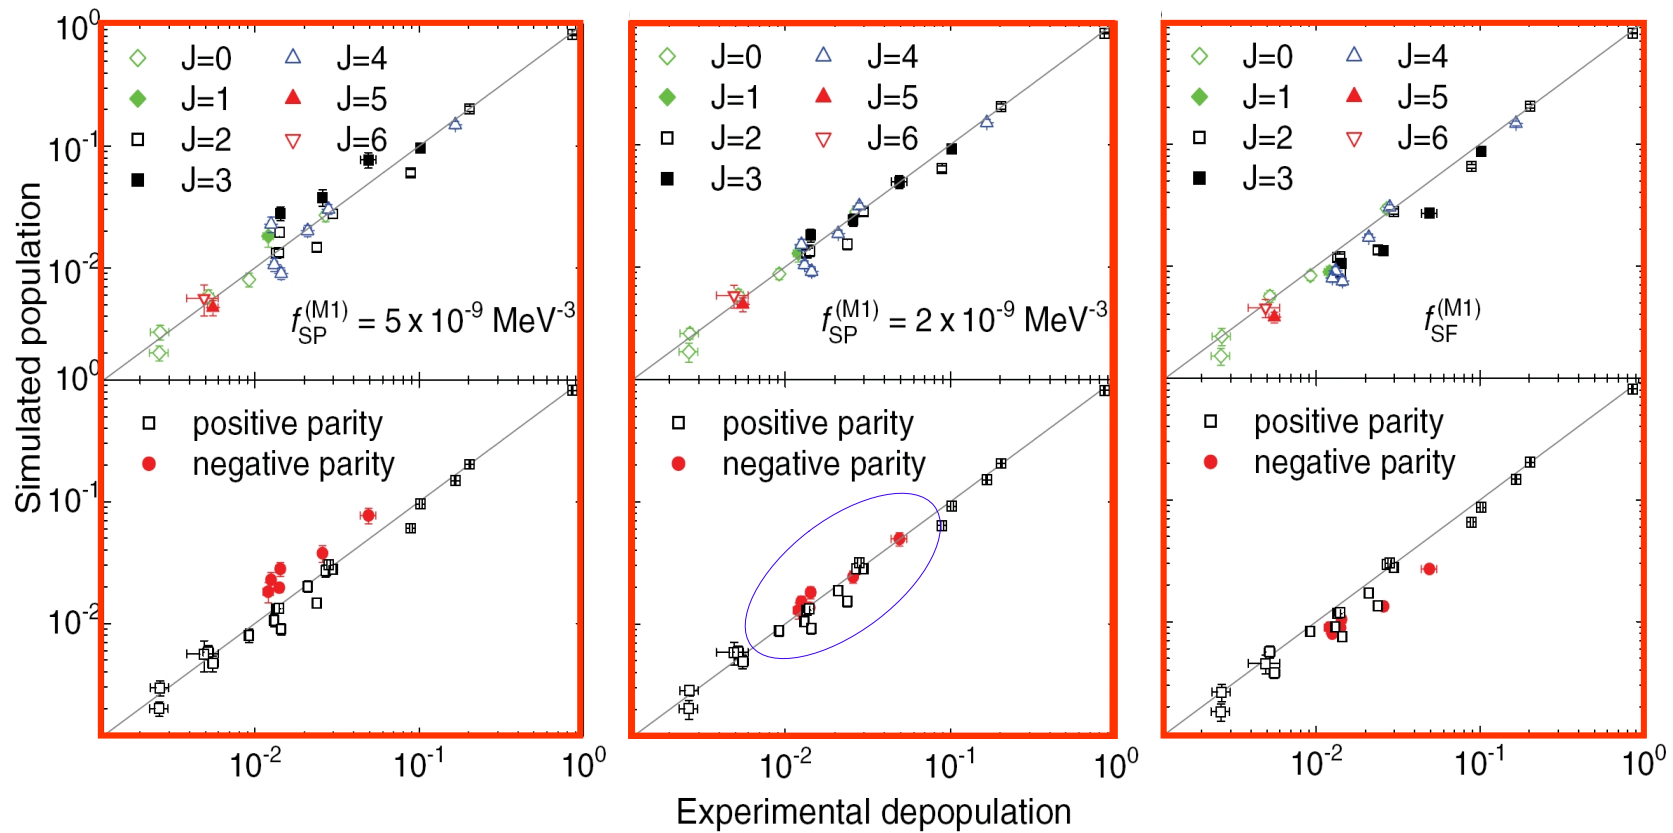 10^0
J=0 J=4
J=1 J=5
J=2 J=6
J=3
10^-1
10^-2
f_SP^(M1) = 5 x 10^-9 MeV^-3
J=0 J=4
J=1 J=5
J=2 J=6
J=3
f_SP^(M1) = 2 x 10^-9 MeV^-3
J=0 J=4
J=1 J=5
J=2 J=6
J=3
f_SF^(M1)
Simulated population
10^0
positive parity
negative parity
10^-1
10^-2
positive parity
negative parity
positive parity
negative parity
10^-2 10^-1 10^0
10^-2 10^-1 10^0
10^-2 10^-1 10^0
Experimental depopulation